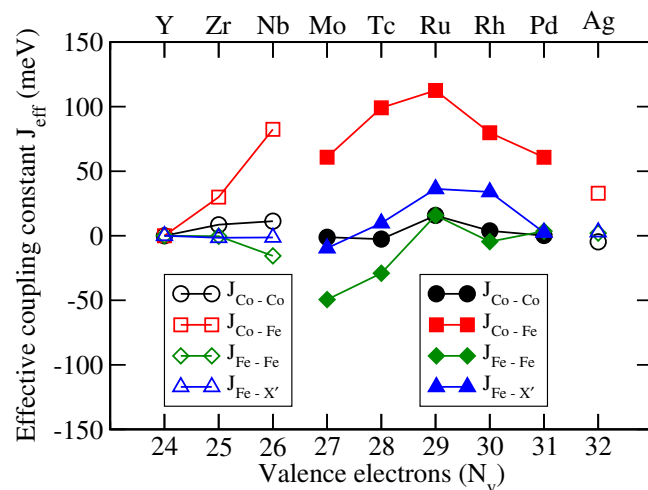 Y Zr Nb Mo Tc Ru Rh Pd Ag
Effective coupling constant J_eff (meV)
150
100
50
0
-50
-100
-150
J_Co - Co
J_Co - Fe
J_Fe - Fe
J_Fe - X′
J_Co - Co
J_Co - Fe
J_Fe - Fe
J_Fe - X′
24 25 26 27 28 29 30 31 32
Valence electrons (N_v)